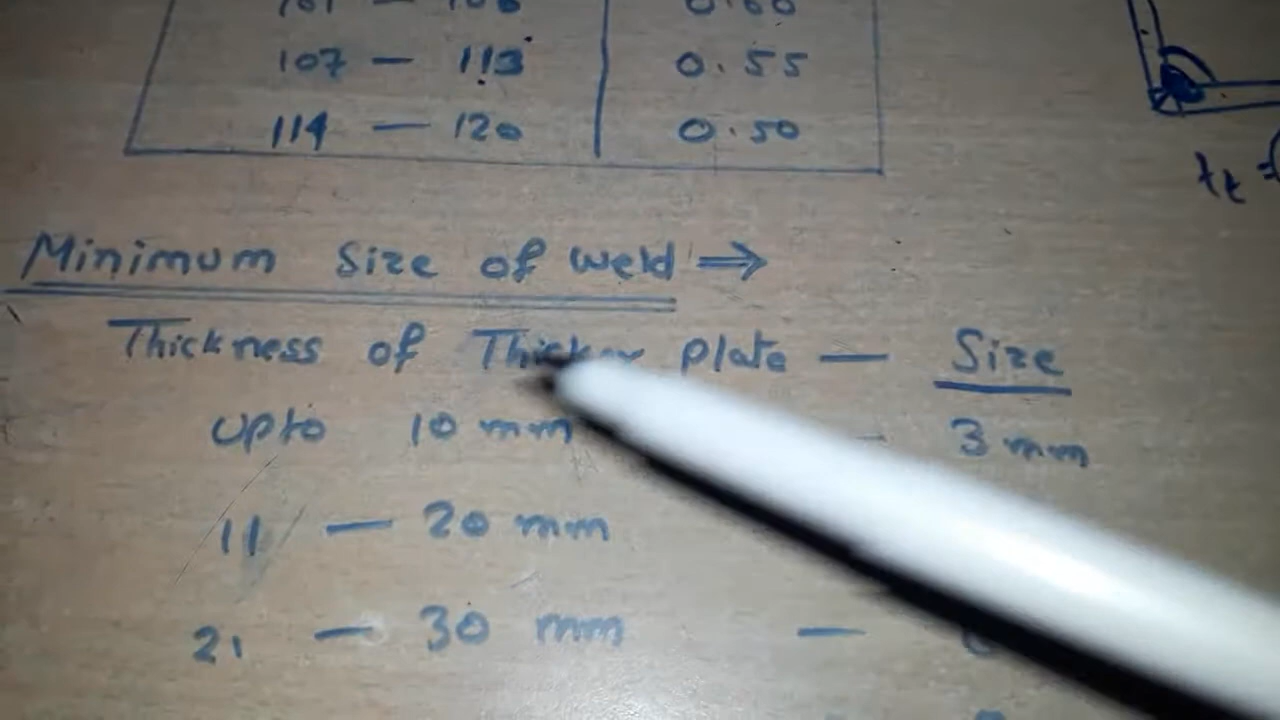 107 — 113 0.55
114 — 120 0.50
Minimum Size of weld ⇒
Thickness of Thicker plate — Size
upto 10 mm — 3 mm
11 — 20 mm
21 — 30 mm —